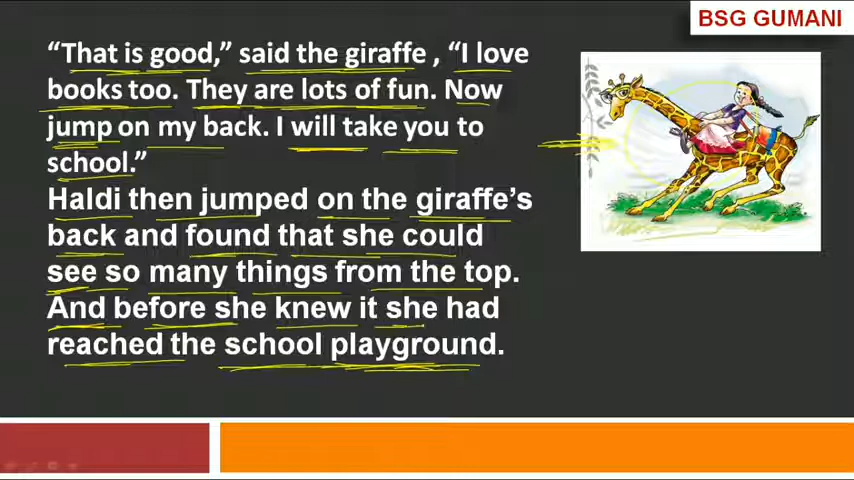 BSG GUMANI
“That is good,” said the giraffe , “I love
books too. They are lots of fun. Now
jump on my back. I will take you to
school.”
Haldi then jumped on the giraffe’s
back and found that she could
see so many things from the top.
And before she knew it she had
reached the school playground.